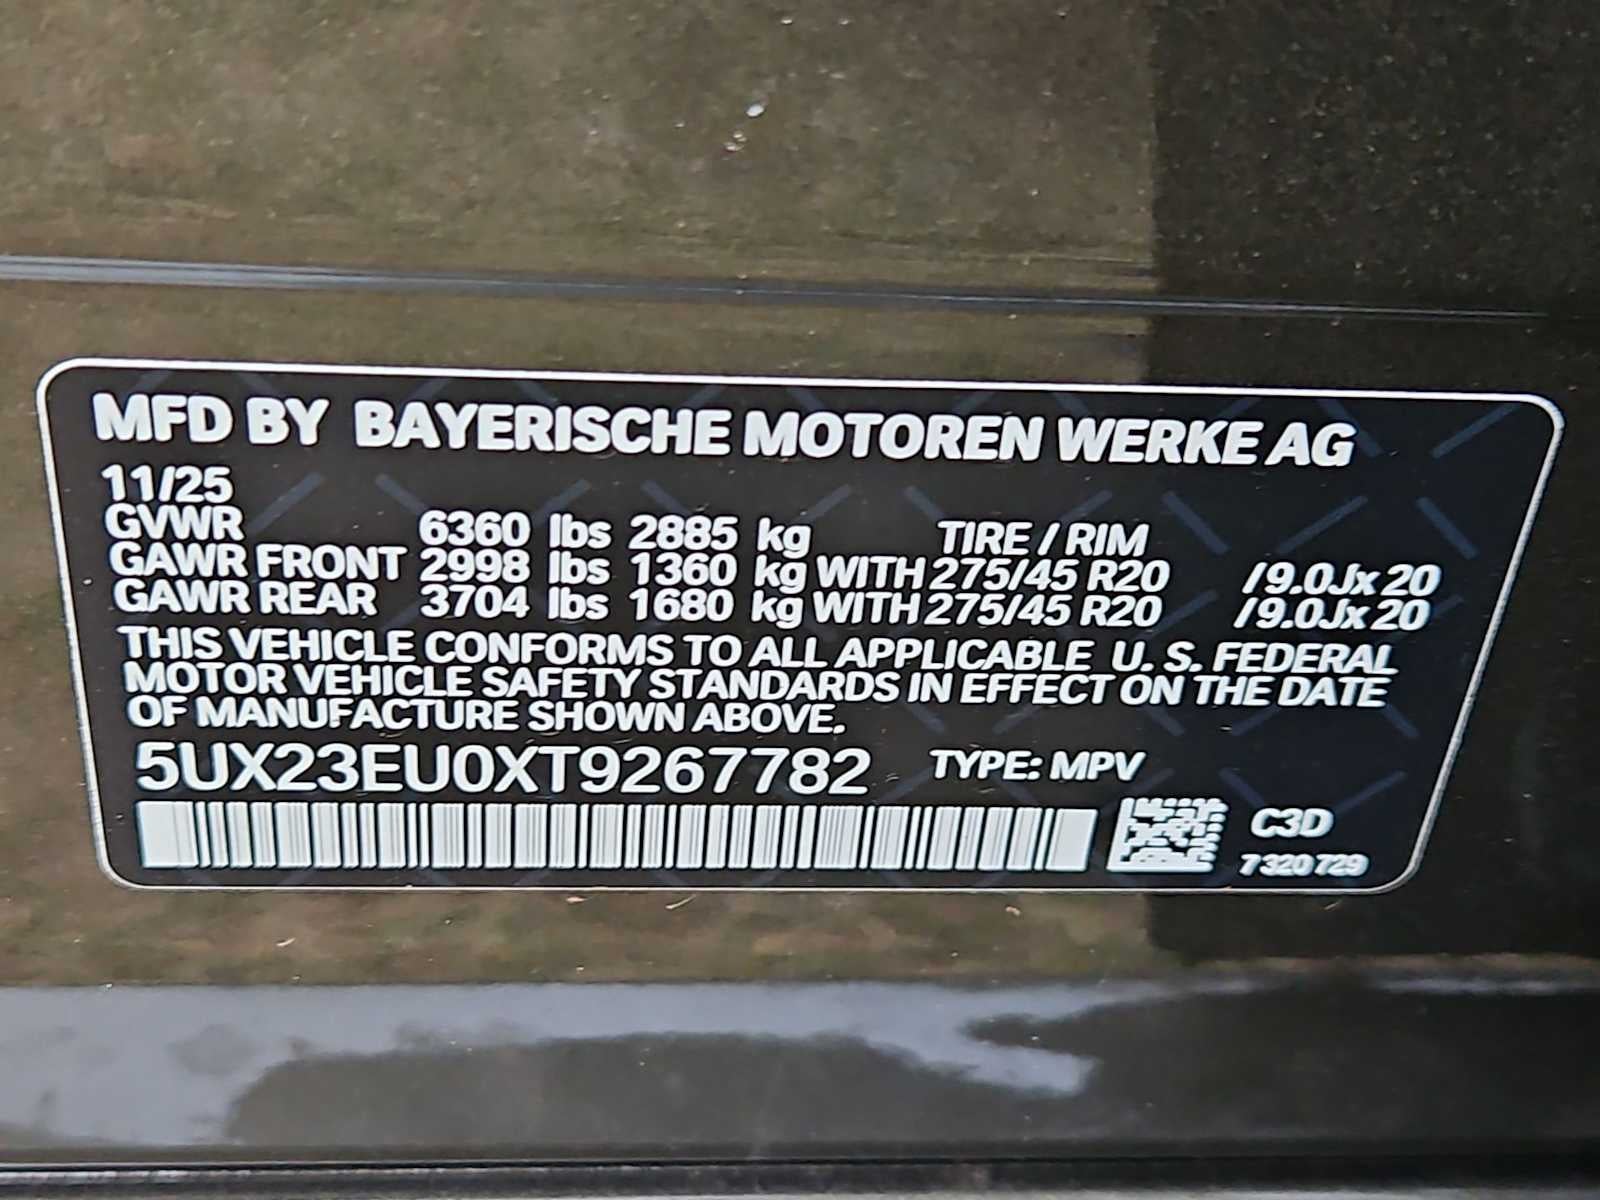 MFD BY BAYERISCHE MOTOREN WERKE AG
11/25
GVWR 6360 lbs 2885 kg TIRE / RIM
GAWR FRONT 2998 lbs 1360 kg WITH 275/45 R20 /9.0Jx20
GAWR REAR 3704 lbs 1680 kg WITH 275/45 R20 /9.0Jx20
THIS VEHICLE CONFORMS TO ALL APPLICABLE U. S. FEDERAL
MOTOR VEHICLE SAFETY STANDARDS IN EFFECT ON THE DATE
OF MANUFACTURE SHOWN ABOVE.
5UX23EU0XT9267782 TYPE: MPV
C3D
7320729